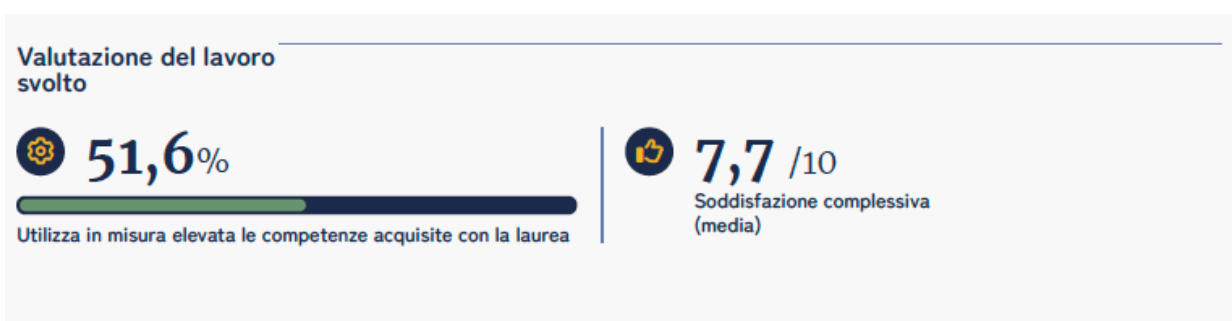 Valutazione del lavoro
svolto
51,6%
Utilizza in misura elevata le competenze acquisite con la laurea
7,7 /10
Soddisfazione complessiva
(media)